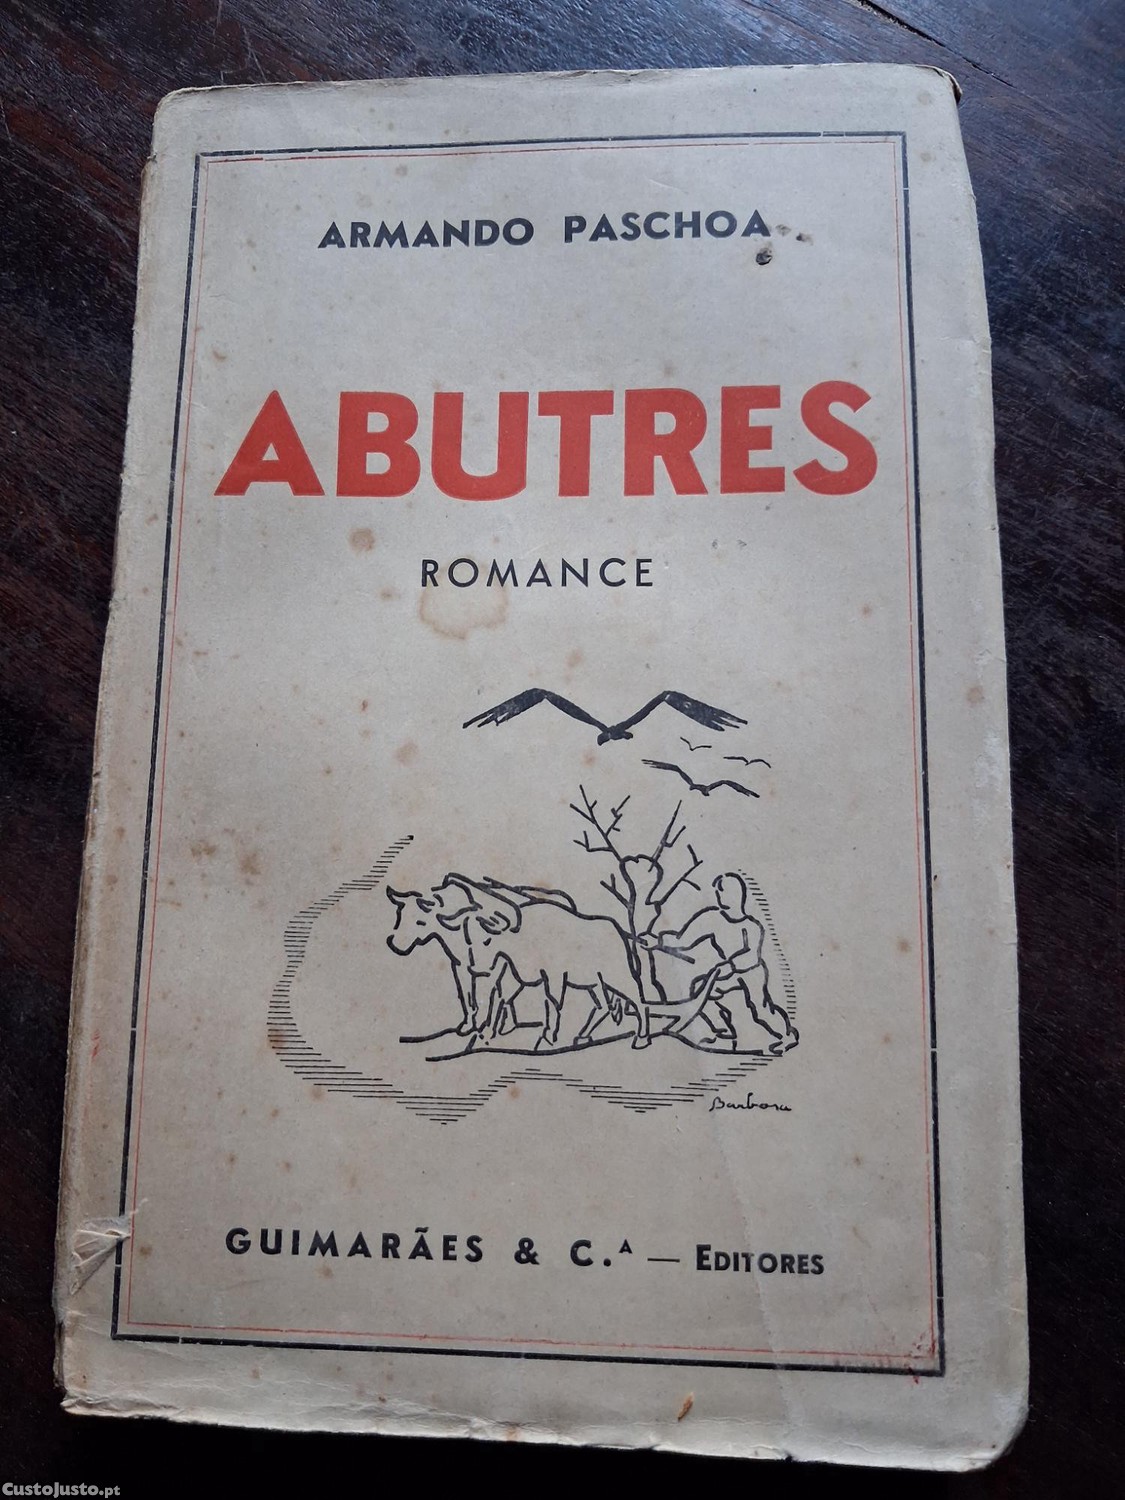 ARMANDO PASCHOA
ABUTRES
ROMANCE
Barbosa
GUIMARÃES & C.ᴬ — EDITORES
CustoJusto.pt